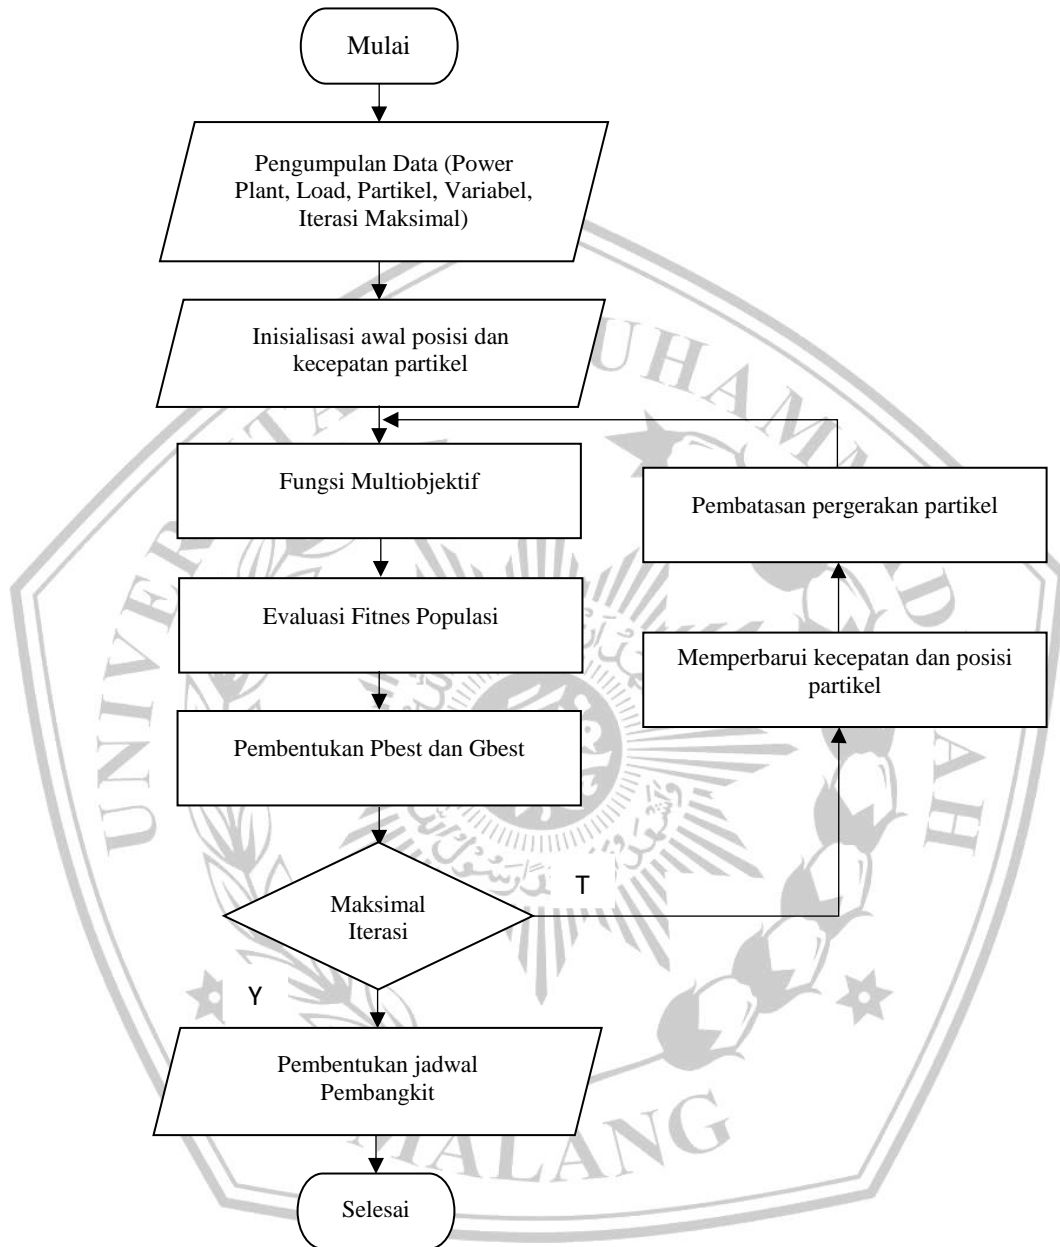 Mulai
Pengumpulan Data (Power
Plant, Load, Partikel, Variabel,
Iterasi Maksimal)
Inisialisasi awal posisi dan
kecepatan partikel
Fungsi Multiobjektif
Pembatasan pergerakan partikel
Evaluasi Fitnes Populasi
Memperbarui kecepatan dan posisi
partikel
Pembentukan Pbest dan Gbest
Maksimal
Iterasi
T
Y
Pembentukan jadwal
Pembangkit
Selesai
MALANG